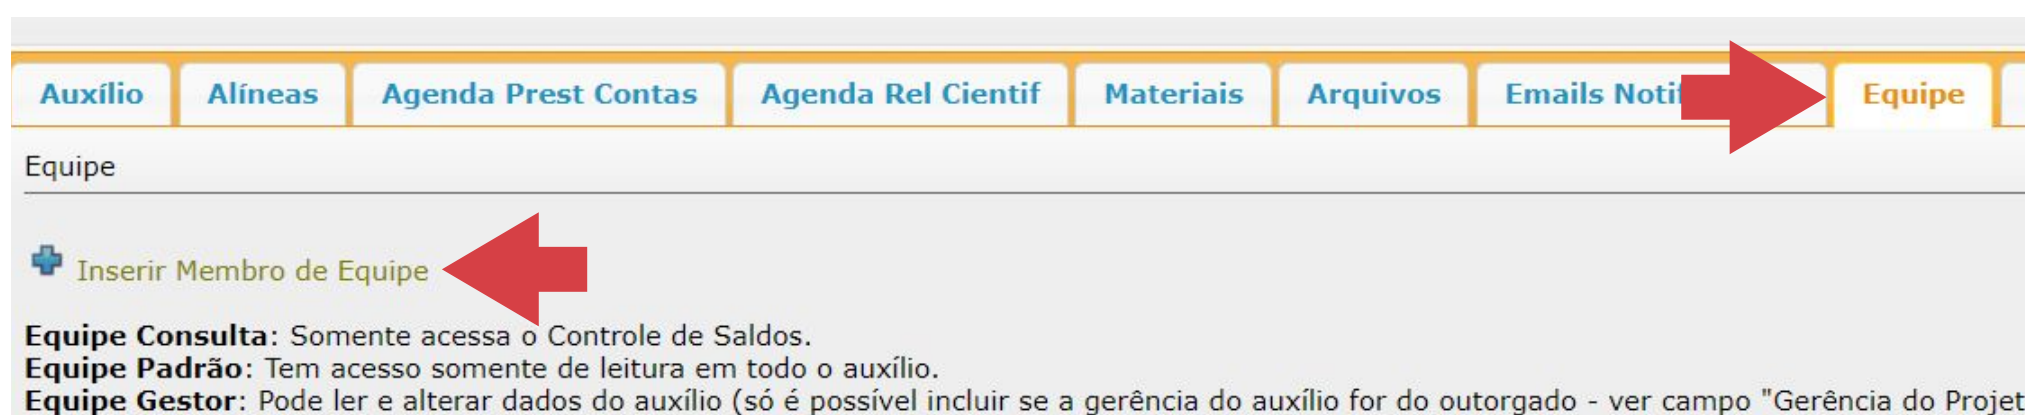 Auxílio Alíneas Agenda Prest Contas Agenda Rel Cientif Materiais Arquivos Emails Equipe
Equipe
Inserir Membro de Equipe
Equipe Consulta: Somente acessa o Controle de Saldos.
Equipe Padrão: Tem acesso somente de leitura em todo o auxílio.
Equipe Gestor: Pode ler e alterar dados do auxílio (só é possível incluir se a gerência do auxílio for do outorgado - ver campo "Gerência do